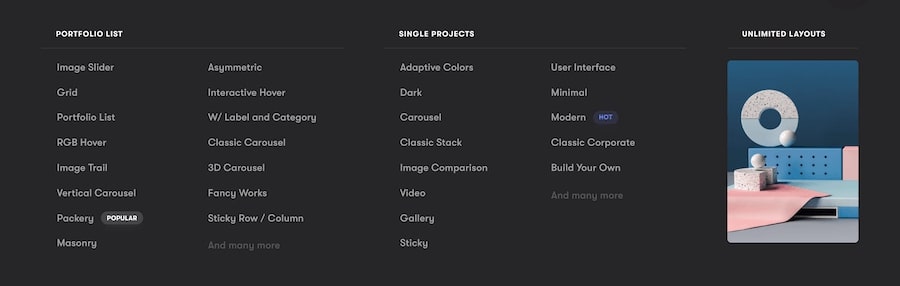 PORTFOLIO LIST
Image Slider
Grid
Portfolio List
RGB Hover
Image Trail
Vertical Carousel
Packery POPULAR
Masonry
Asymmetric
Interactive Hover
W/ Label and Category
Classic Carousel
3D Carousel
Fancy Works
Sticky Row / Column
And many more
SINGLE PROJECTS
Adaptive Colors
Dark
Carousel
Classic Stack
Image Comparison
Video
Gallery
Sticky
User Interface
Minimal
Modern HOT
Classic Corporate
Build Your Own
And many more
UNLIMITED LAYOUTS